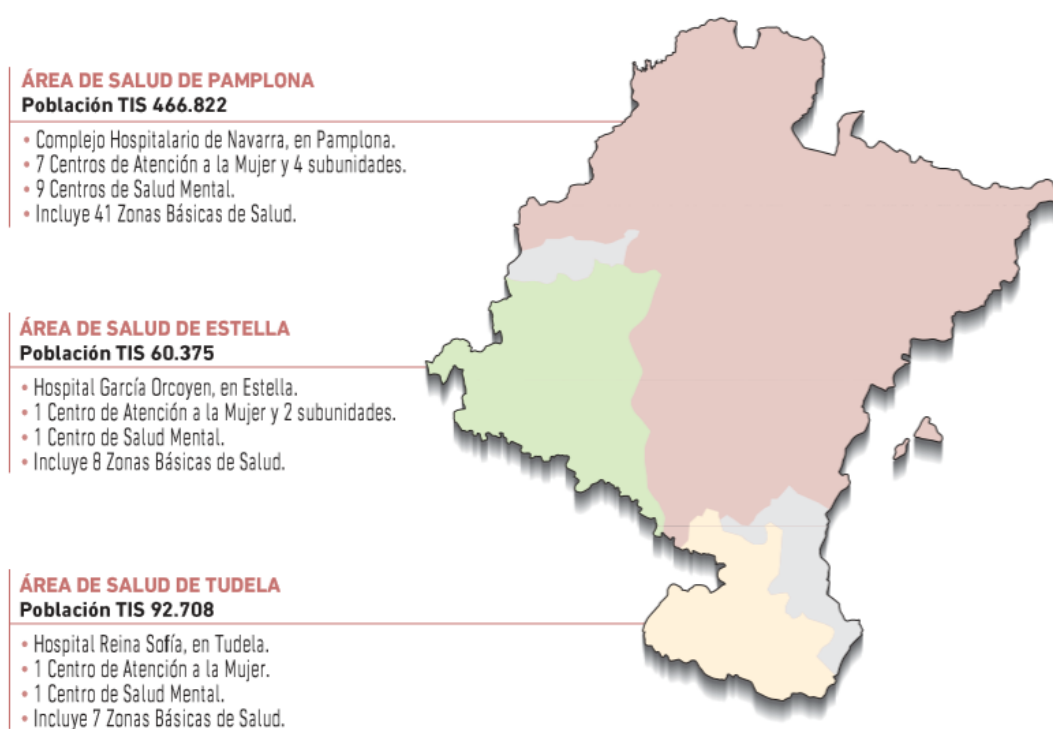 ÁREA DE SALUD DE PAMPLONA
Población TIS 466.822
• Complejo Hospitalario de Navarra, en Pamplona.
• 7 Centros de Atención a la Mujer y 4 subunidades.
• 9 Centros de Salud Mental.
• Incluye 41 Zonas Básicas de Salud.
ÁREA DE SALUD DE ESTELLA
Población TIS 60.375
• Hospital García Orcoyen, en Estella.
• 1 Centro de Atención a la Mujer y 2 subunidades.
• 1 Centro de Salud Mental.
• Incluye 8 Zonas Básicas de Salud.
ÁREA DE SALUD DE TUDELA
Población TIS 92.708
• Hospital Reina Sofía, en Tudela.
• 1 Centro de Atención a la Mujer.
• 1 Centro de Salud Mental.
• Incluye 7 Zonas Básicas de Salud.